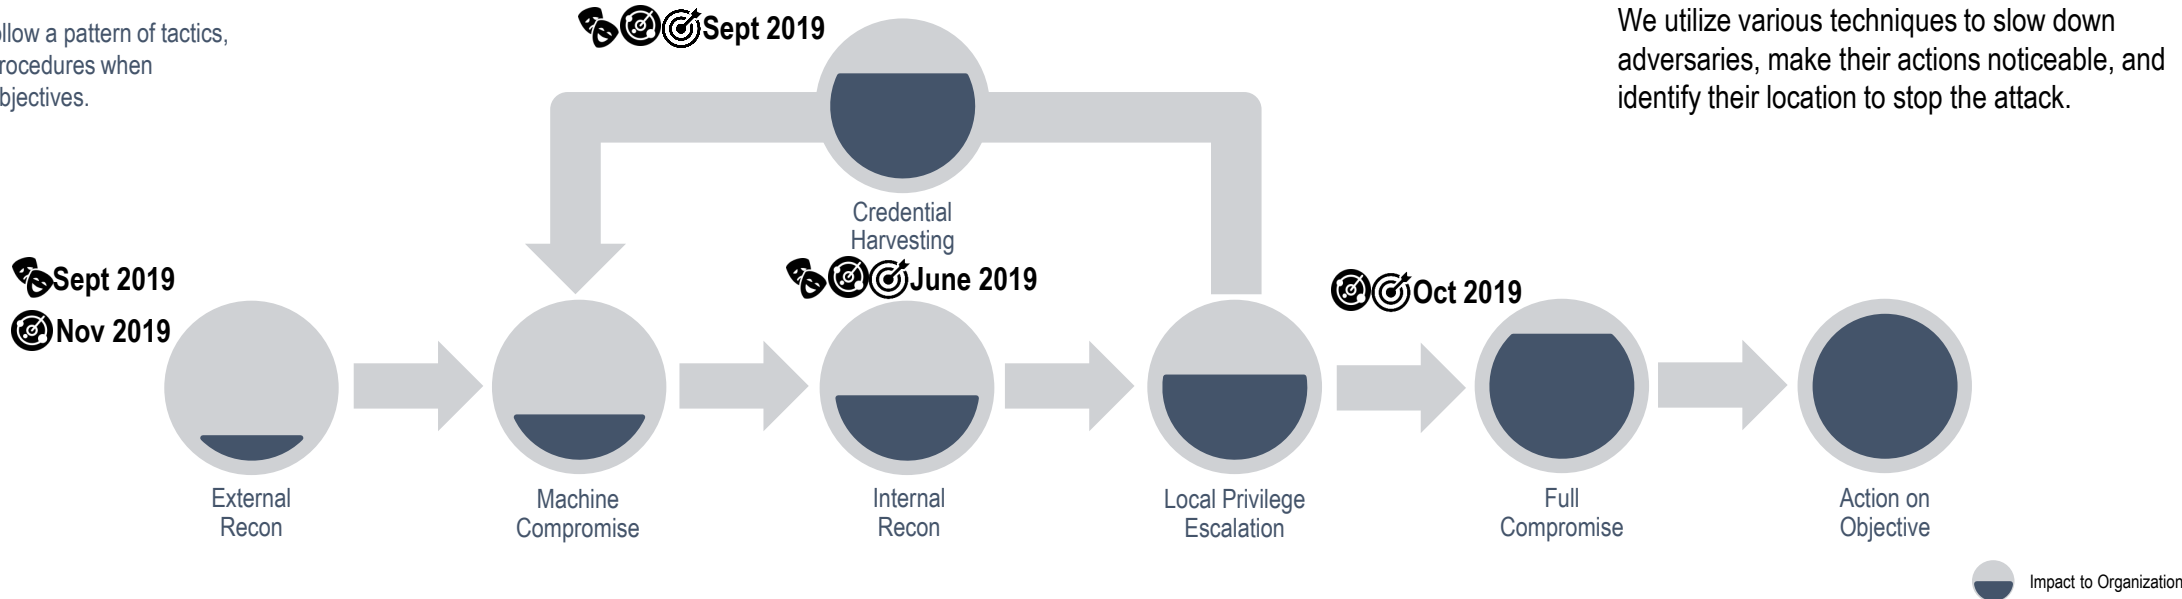 ollow a pattern of tactics,
rocedures when
bjectives.
Sept 2019
We utilize various techniques to slow down
adversaries, make their actions noticeable, and
identify their location to stop the attack.
Credential
Harvesting
Sept 2019
Nov 2019
June 2019
Oct 2019
External
Recon
Machine
Compromise
Internal
Recon
Local Privilege
Escalation
Full
Compromise
Action on
Objective
Impact to Organization